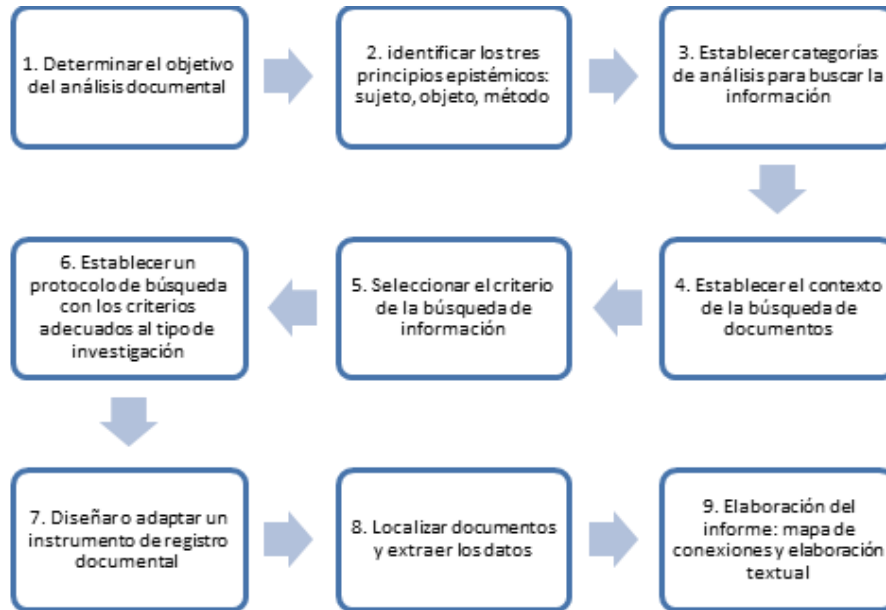 1. Determinar el objetivo
del análisis documental
2. identificar los tres
principios epistémicos:
sujeto, objeto, método
3. Establecer categorías
de análisis para buscar la
información
4. Establecer el contexto
de la búsqueda de
documentos
5. Seleccionar el criterio
de la búsqueda de
información
6. Establecer un
protocolo de búsqueda
con los criterios
adecuados al tipo de
investigación
7. Diseñar o adaptar un
instrumento de registro
documental
8. Localizar documentos
y extraer los datos
9. Elaboración del
informe: mapa de
conexiones y elaboración
textual